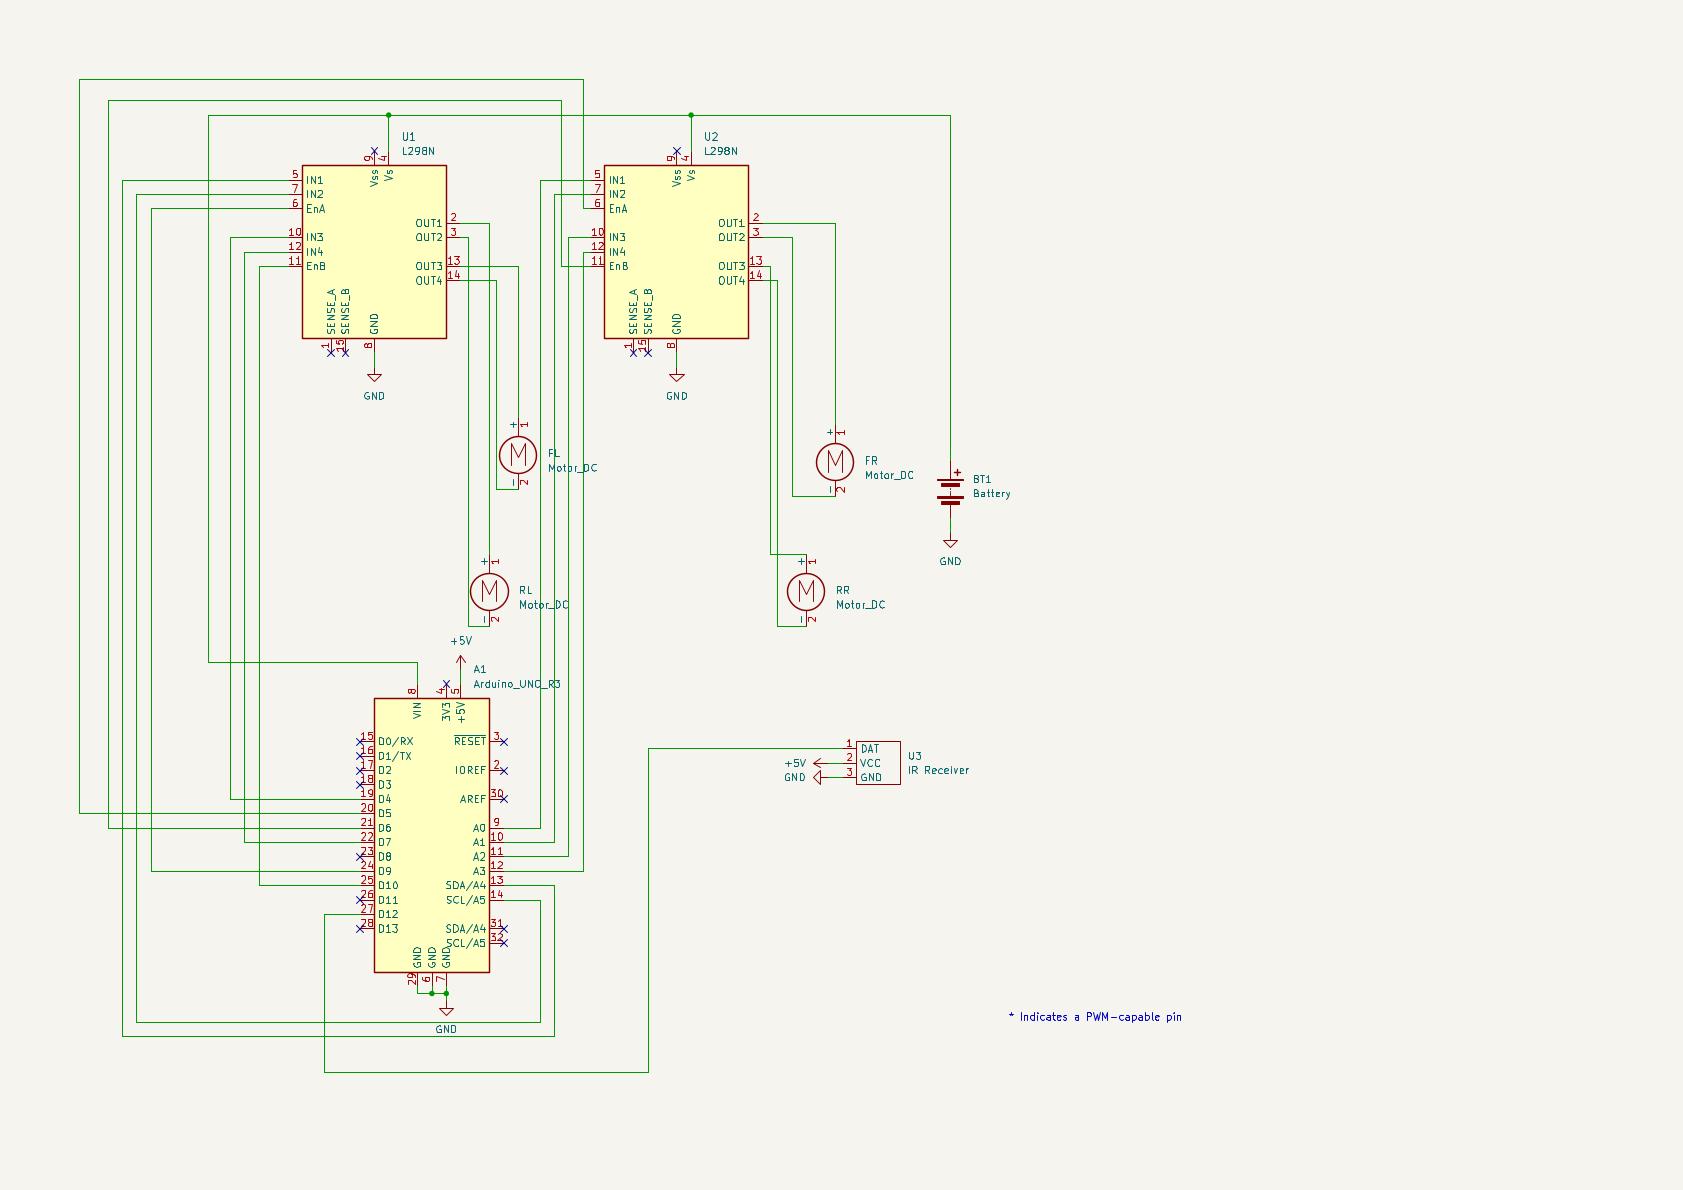 U1
L298N
9
4
Vss
Vs
5
IN1
7
IN2
6
EnA
10
IN3
12
IN4
11
EnB
OUT1
2
OUT2
3
OUT3
13
OUT4
14
SENSE_A
SENSE_B
GND
1
15
8
GND
U2
L298N
9
4
Vss
Vs
5
IN1
7
IN2
6
EnA
10
IN3
12
IN4
11
EnB
OUT1
2
OUT2
3
OUT3
13
OUT4
14
SENSE_A
SENSE_B
GND
1
15
8
GND
+
1
M
FL
Motor_DC
-
2
+
1
M
FR
Motor_DC
-
2
+
BT1
Battery
GND
+
1
M
RL
Motor_DC
-
2
+
1
M
RR
Motor_DC
-
2
+5V
A1
Arduino_UNO_R3
8
4
5
VIN
3V3
+5V
15
D0/RX
16
D1/TX
17
D2
18
D3
19
D4
20
D5
21
D6
22
D7
23
D8
24
D9
25
D10
26
D11
27
D12
28
D13
RESET
3
IOREF
2
AREF
30
A0
9
A1
10
A2
11
A3
12
SDA/A4
13
SCL/A5
14
SDA/A4
31
SCL/A5
32
GND
GND
GND
29
6
7
GND
1
DAT
+5V
2
VCC
GND
3
GND
U3
IR Receiver
* Indicates a PWM-capable pin